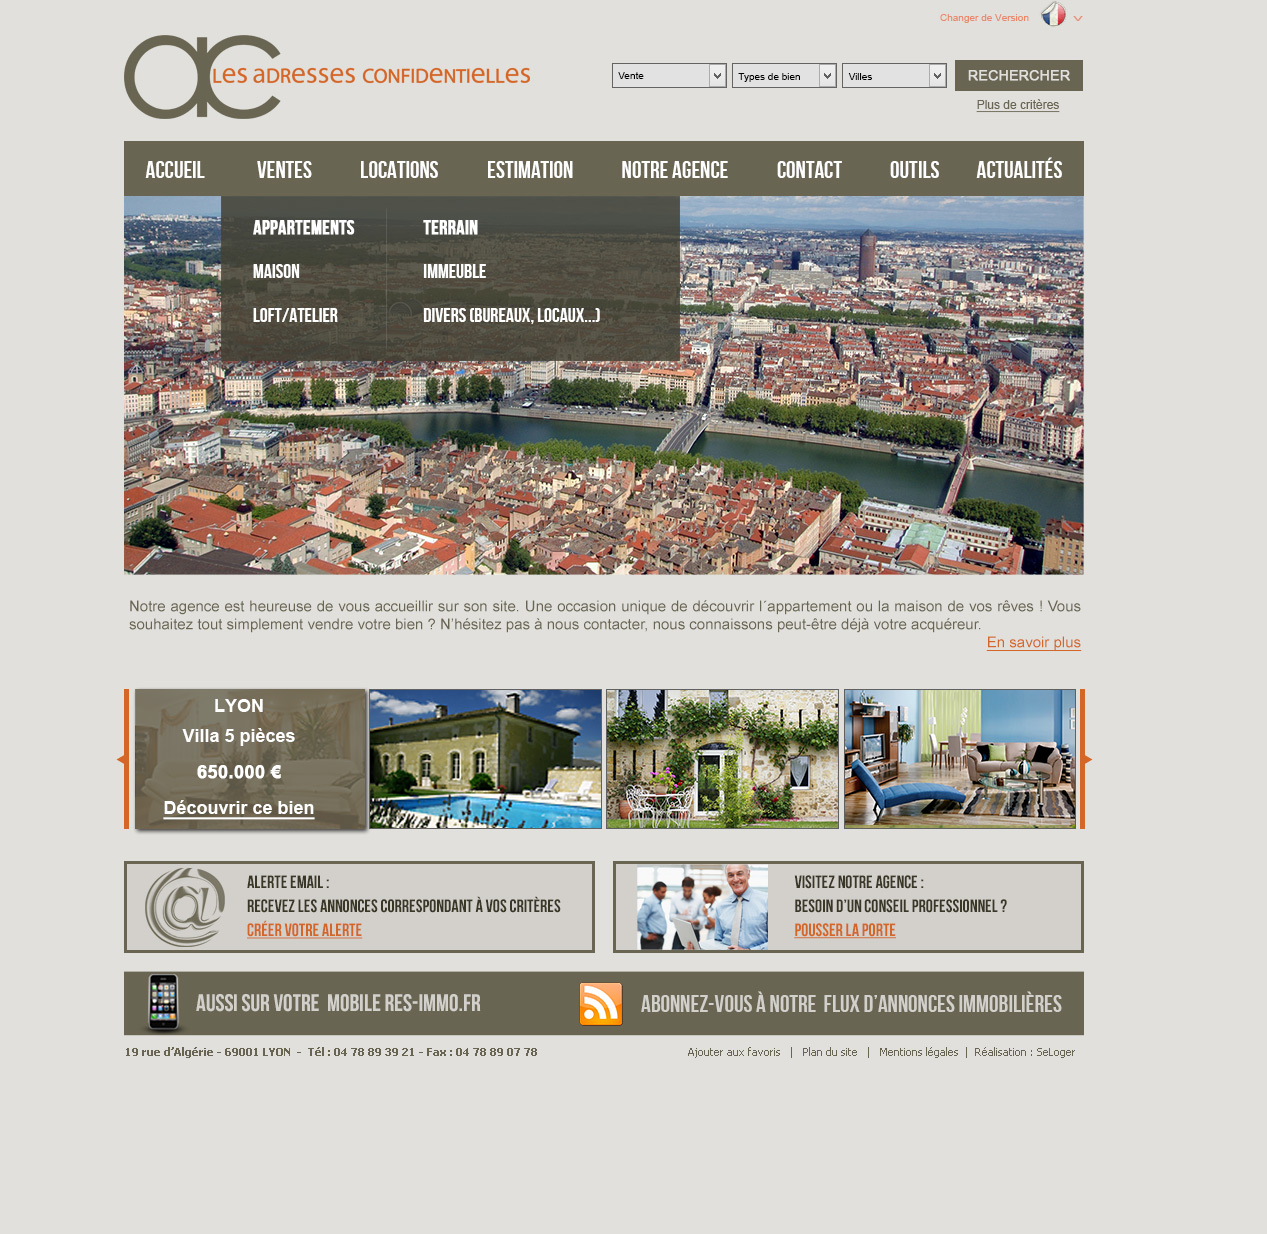 Changer de Version
ac
Les adresses confidentielles
Vente
Types de bien
Villes
RECHERCHER
Plus de critères
ACCUEIL
VENTES
LOCATIONS
ESTIMATION
NOTRE AGENCE
CONTACT
OUTILS
ACTUALITÉS
APPARTEMENTS
TERRAIN
MAISON
IMMEUBLE
LOFT/ATELIER
DIVERS (BUREAUX, LOCAUX...)
Notre agence est heureuse de vous accueillir sur son site. Une occasion unique de découvrir l´appartement ou la maison de vos rêves ! Vous
souhaitez tout simplement vendre votre bien ? N'hésitez pas à nous contacter, nous connaissons peut-être déjà votre acquéreur.
En savoir plus
LYON
Villa 5 pièces
650.000 €
Découvrir ce bien
ALERTE EMAIL :
RECEVEZ LES ANNONCES CORRESPONDANT À VOS CRITÈRES
CRÉER VOTRE ALERTE
VISITEZ NOTRE AGENCE :
BESOIN D'UN CONSEIL PROFESSIONNEL ?
POUSSER LA PORTE
AUSSI SUR VOTRE MOBILE RES-IMMO.FR
ABONNEZ-VOUS À NOTRE FLUX D'ANNONCES IMMOBILIÈRES
19 rue d'Algérie - 69001 LYON - Tél : 04 78 89 39 21 - Fax : 04 78 89 07 78
Ajouter aux favoris | Plan du site | Mentions légales | Réalisation : SeLoger